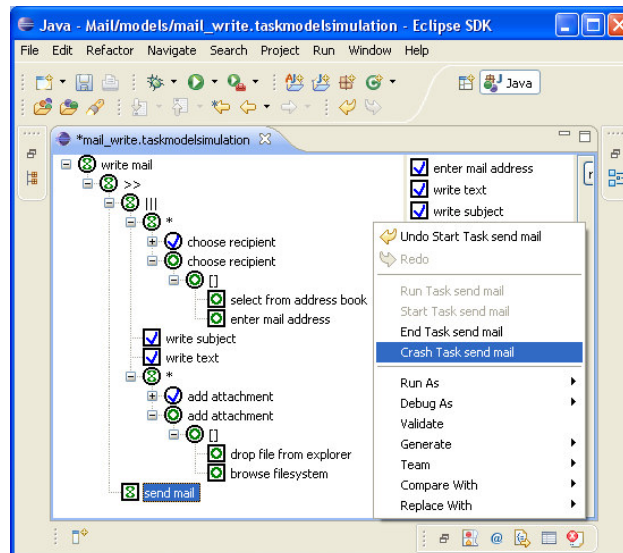 Java - Mail/models/mail_write.taskmodelsimulation - Eclipse SDK
File Edit Refactor Navigate Search Project Run Window Help
Java
*mail_write.taskmodelsimulation
write mail
>>
|||
*
choose recipient
choose recipient
[]
select from address book
enter mail address
write subject
write text
*
add attachment
add attachment
[]
drop file from explorer
browse filesystem
send mail
enter mail address
write text
write subject
Undo Start Task send mail
Redo
Run Task send mail
Start Task send mail
End Task send mail
Crash Task send mail
Run As
Debug As
Validate
Generate
Team
Compare With
Replace With